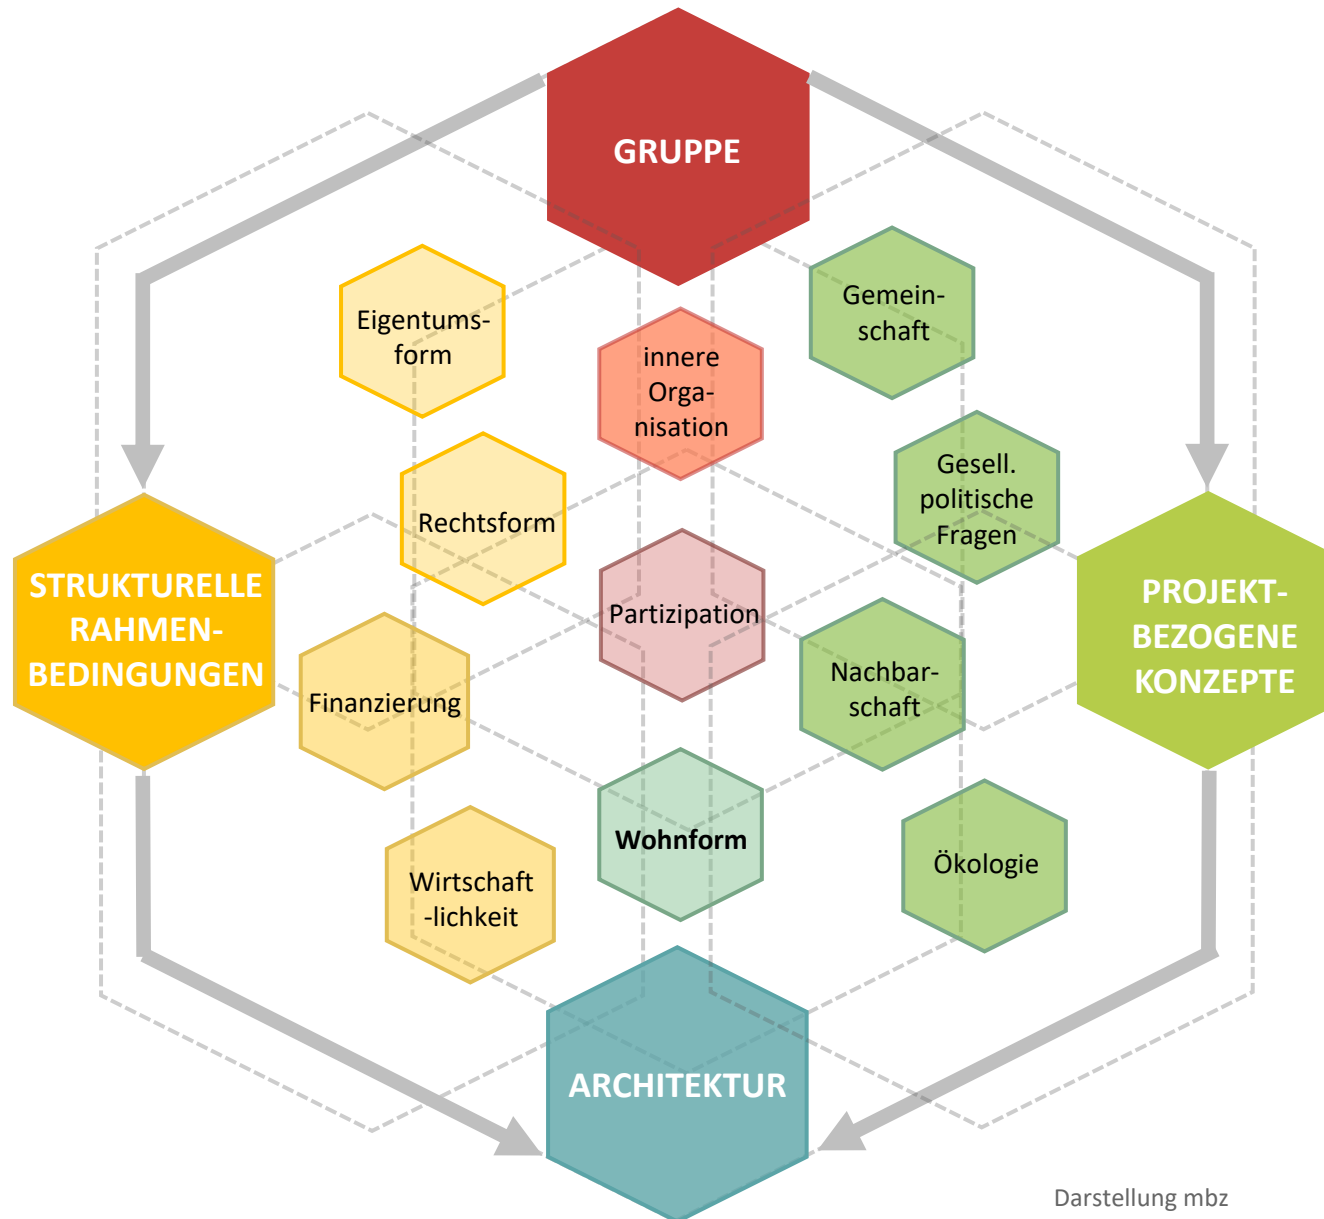 GRUPPE
Eigentums-
form
innere
Orga-
nisation
Gemein-
schaft
Rechtsform
Gesell.
politische
Fragen
STRUKTURELLE
RAHMEN-
BEDINGUNGEN
Partizipation
PROJEKT-
BEZOGENE
KONZEPTE
Finanzierung
Nachbar-
schaft
Wohnform
Wirtschaft
-lichkeit
Ökologie
ARCHITEKTUR
Darstellung mbz